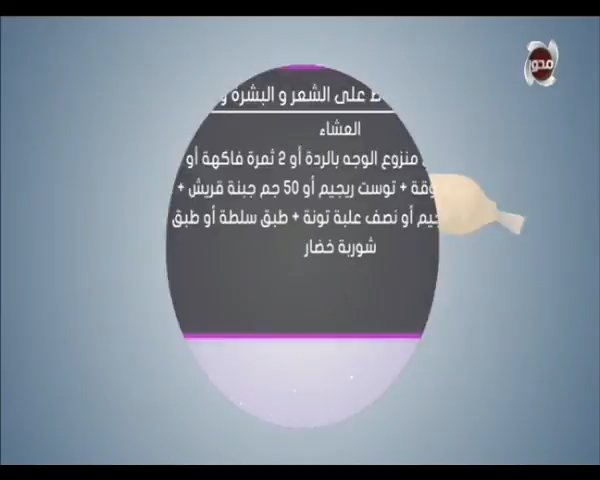 محور
على الشعر و البشرة
العشاء
منزوع الوجه بالردة أو 2 ثمرة فاكهة أو
+ توست ريجيم أو 50 جم جبنة قريش +
أو نصف علبة تونة + طبق سلطة أو طبق
شوربة خضار